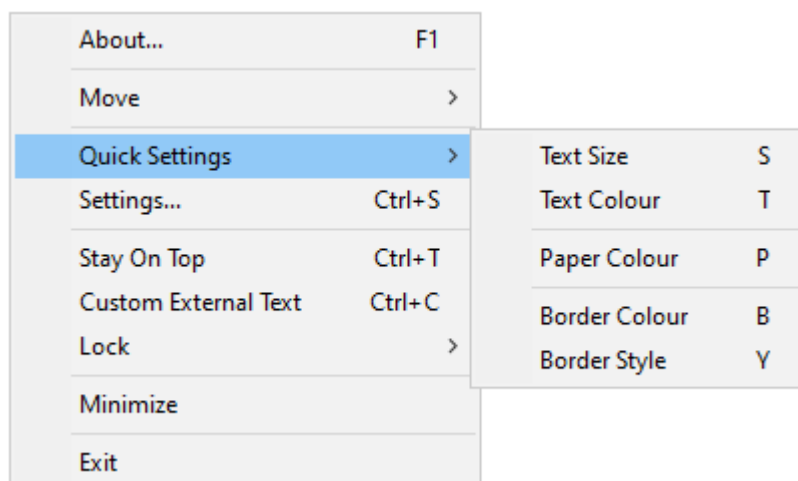 About... F1
Move >
Quick Settings >
Settings... Ctrl+S
Stay On Top Ctrl+T
Custom External Text Ctrl+C
Lock >
Minimize
Exit
Text Size S
Text Colour T
Paper Colour P
Border Colour B
Border Style Y